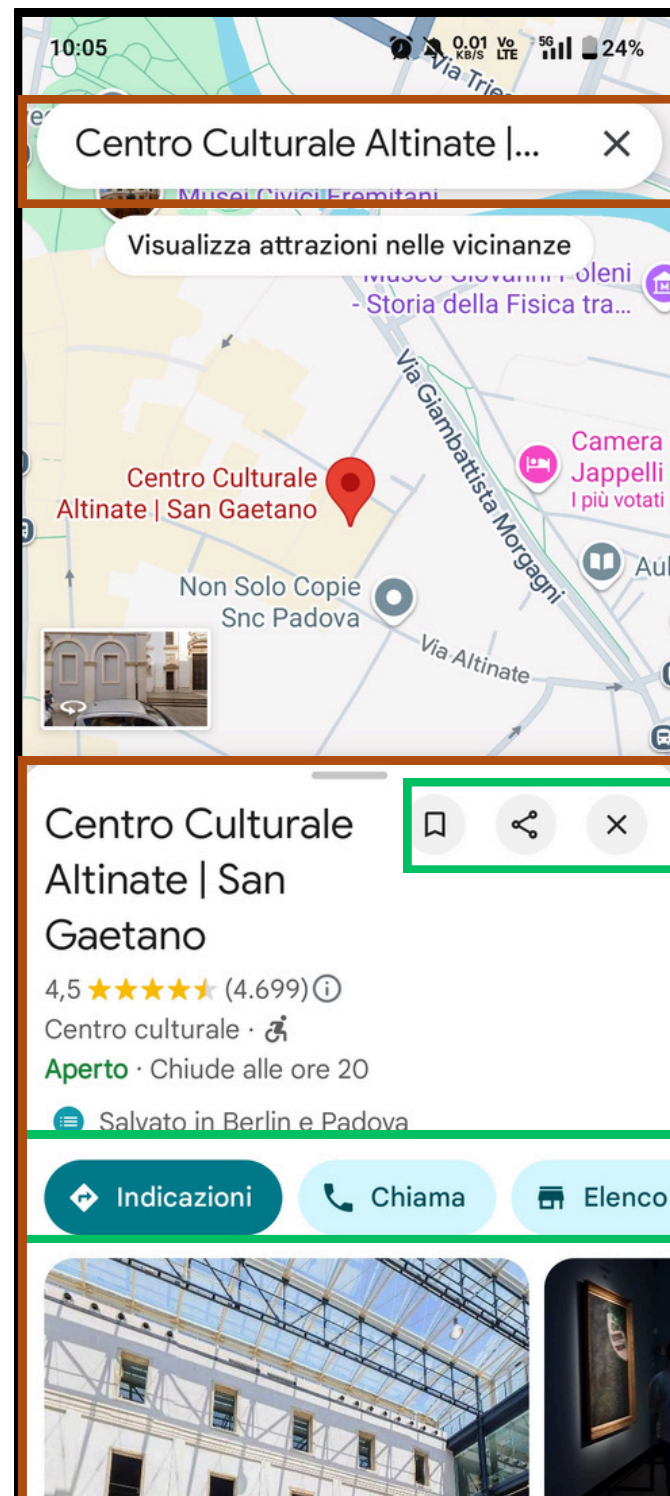 10:05
0.01 KB/S
Vo LTE
5G
24%
Via Trie
Centro Culturale Altinate |...
Musei Civici Eremitani
Visualizza attrazioni nelle vicinanze
Museo Giovanni Poleni
- Storia della Fisica tra...
Via Giambattista Morgagni
Camera
Jappelli
I più votati
Centro Culturale
Altinate | San Gaetano
Aul
Non Solo Copie
Snc Padova
Via Altinate
Centro Culturale
Altinate | San
Gaetano
4,5 (4.699)
Centro culturale ·
Aperto · Chiude alle ore 20
Salvato in Berlin e Padova
Indicazioni
Chiama
Elenco